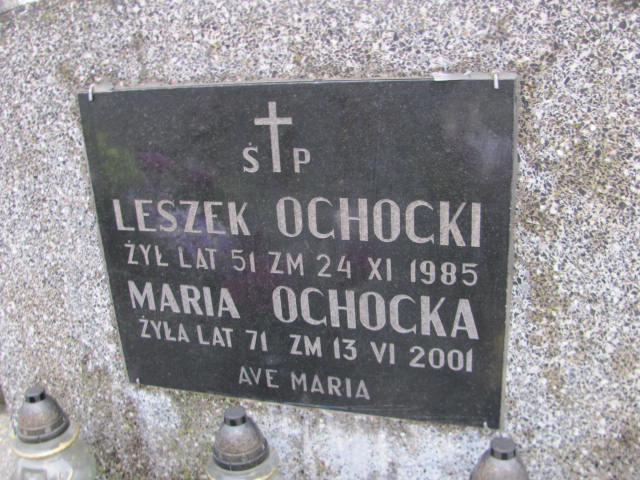 Ś P
LESZEK OCHOCKI
ŻYŁ LAT 51 ZM 24 XI 1985
MARIA OCHOCKA
ŻYŁA LAT 71 ZM 13 VI 2001
AVE MARIA